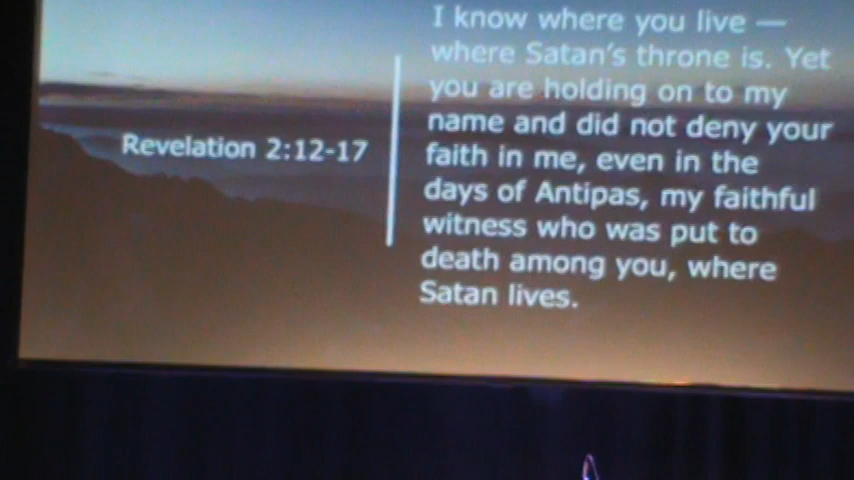 I know where you live —
where Satan's throne is. Yet
you are holding on to my
name and did not deny your
Revelation 2:12-17
faith in me, even in the
days of Antipas, my faithful
witness who was put to
death among you, where
Satan lives.